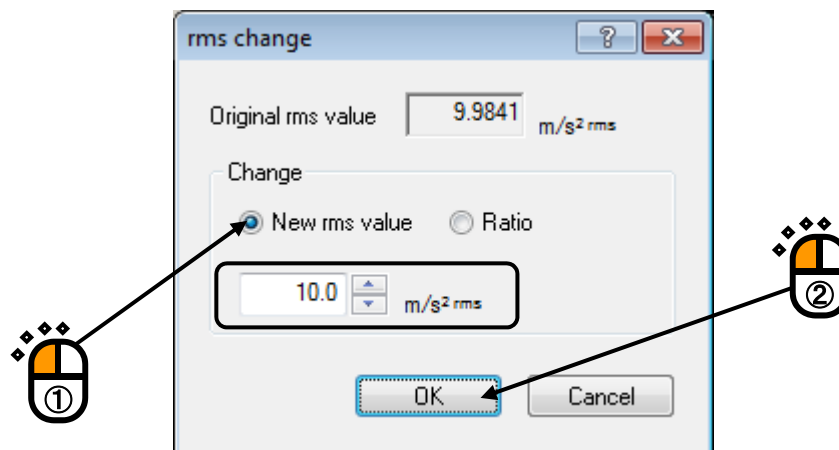 rms change
?
Original rms value 9.9841 m/s² rms
Change
New rms value Ratio
10.0 m/s² rms
①
②
OK Cancel